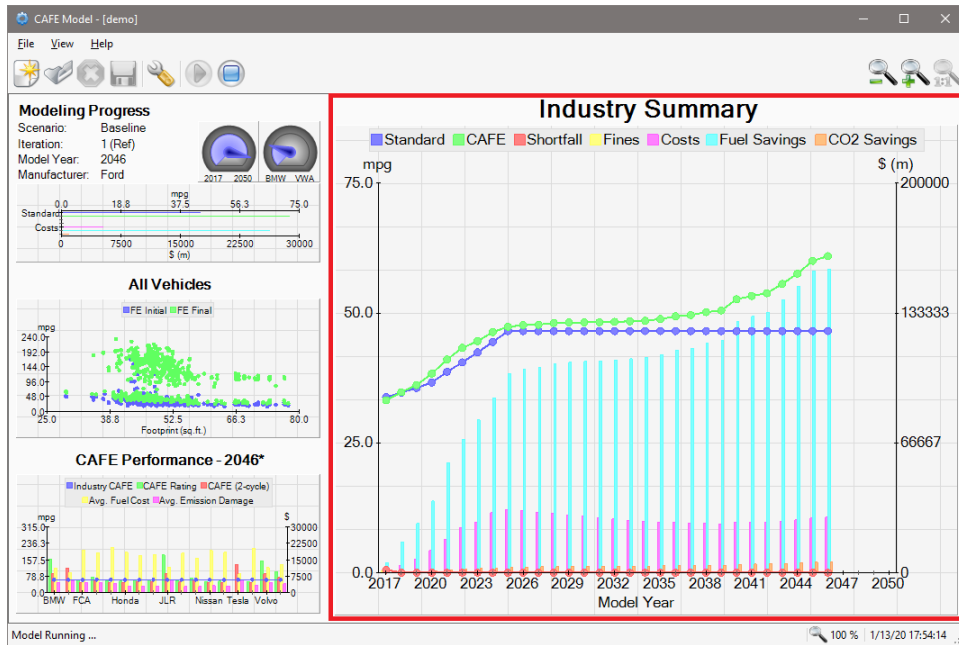 CAFE Model - [demo]
File View Help
1:1
Modeling Progress
Scenario: Baseline
Iteration: 1 (Ref)
Model Year: 2046
Manufacturer: Ford
2017 2050 BMW VWA
mpg
0.0 18.8 37.5 56.3 75.0
Standard
Costs
0 7500 15000 22500 30000
$ (m)
All Vehicles
FE Initial FE Final
mpg
240.0
192.0
144.0
96.0
48.0
0.0
25.0 38.8 52.5 66.3 80.0
Footprint (sq.ft.)
CAFE Performance - 2046*
Industry CAFE CAFE Rating CAFE (2-cycle)
Avg. Fuel Cost Avg. Emission Damage
mpg $
315.0 30000
236.3 22500
157.5 15000
78.8 7500
0.0 0
BMW FCA Honda JLR Nissan Tesla Volvo
Industry Summary
Standard CAFE Shortfall Fines Costs Fuel Savings CO2 Savings
mpg $ (m)
75.0 200000
50.0 133333
25.0 66667
0.0 0
2017 2020 2023 2026 2029 2032 2035 2038 2041 2044 2047 2050
Model Year
Model Running ...
100 % 1/13/20 17:54:14